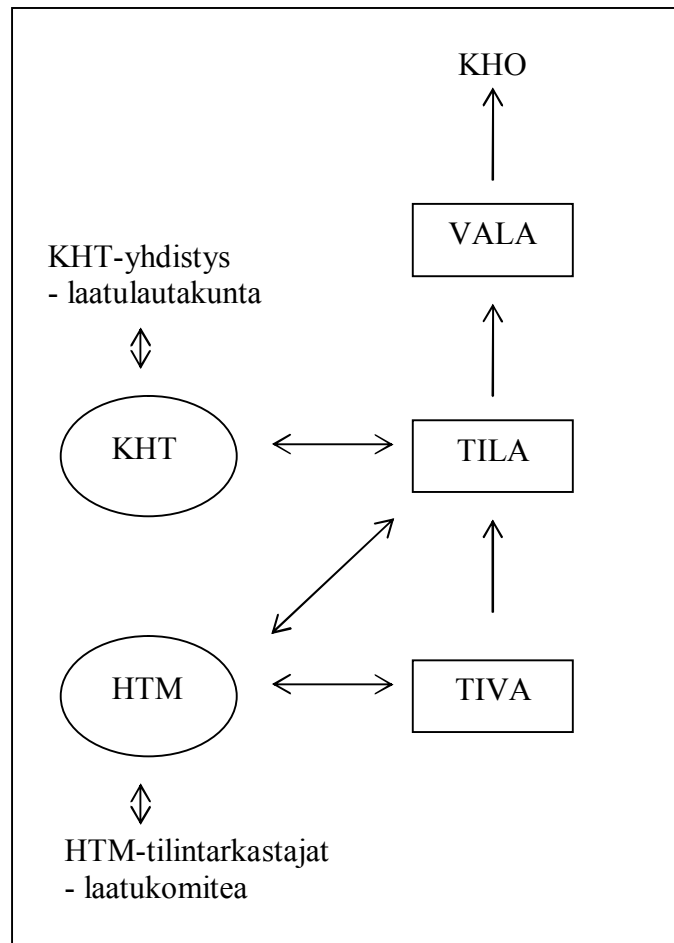 KHO
VALA
KHT-yhdistys
- laatulautakunta
KHT
TILA
HTM
TIVA
HTM-tilintarkastajat
- laatukomitea